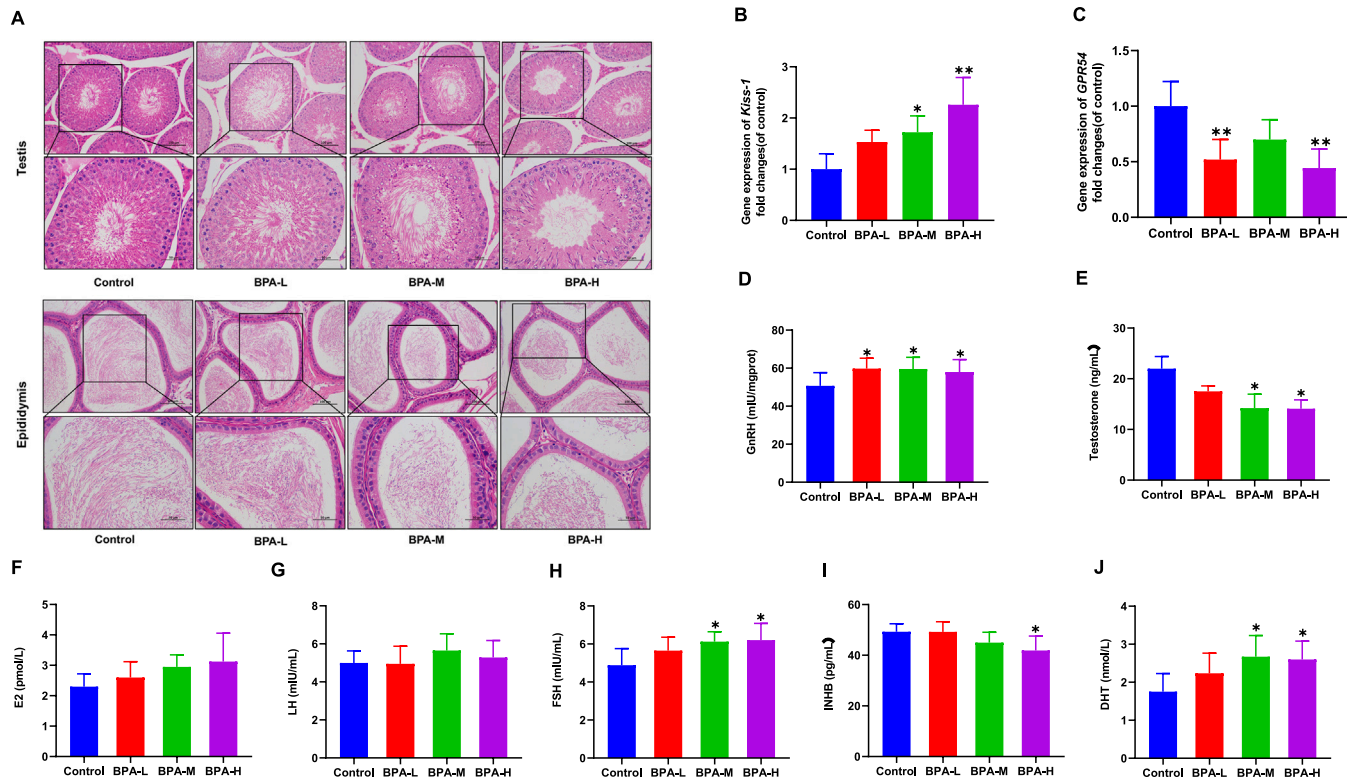 A
Testis
Control
BPA-L
BPA-M
BPA-H
Epididymis
Control
BPA-L
BPA-M
BPA-H
B
Gene expression of Kiss-1
fold changes(of control)
3
2
1
0
*
**
Control
BPA-L
BPA-M
BPA-H
C
Gene expression of GPR54
fold changes(of control)
1.5
1.0
0.5
0.0
**
**
Control
BPA-L
BPA-M
BPA-H
D
GnRH (mIU/mgprot)
80
60
40
20
0
*
*
*
Control
BPA-L
BPA-M
BPA-H
E
Testosterone (ng/mL)
30
20
10
0
*
*
Control
BPA-L
BPA-M
BPA-H
F
E2 (pmol/L)
5
4
3
2
1
0
Control
BPA-L
BPA-M
BPA-H
G
LH (mIU/mL)
8
6
4
2
0
Control
BPA-L
BPA-M
BPA-H
H
FSH (mIU/mL)
8
6
4
2
0
*
*
Control
BPA-L
BPA-M
BPA-H
I
INHB (pg/mL)
60
40
20
0
*
Control
BPA-L
BPA-M
BPA-H
J
DHT (nmol/L)
4
3
2
1
0
*
*
Control
BPA-L
BPA-M
BPA-H